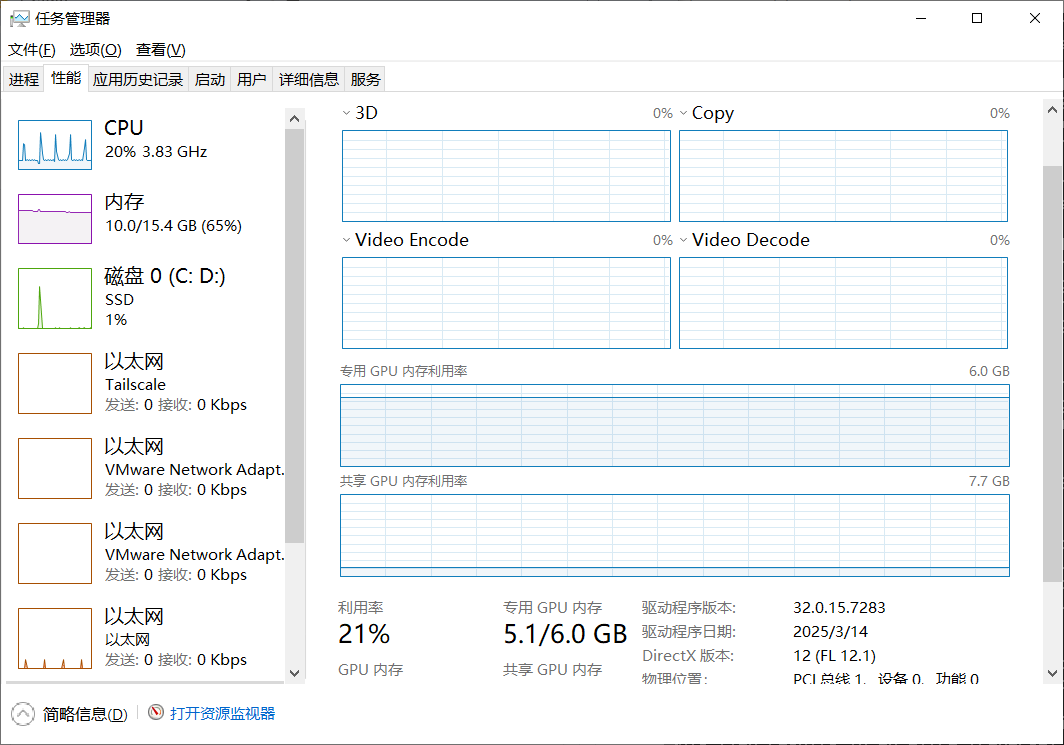 任务管理器
文件(F) 选项(O) 查看(V)
进程 性能 应用历史记录 启动 用户 详细信息 服务
CPU
20% 3.83 GHz
内存
10.0/15.4 GB (65%)
磁盘 0 (C: D:)
SSD
1%
以太网
Tailscale
发送: 0 接收: 0 Kbps
以太网
VMware Network Adapt.
发送: 0 接收: 0 Kbps
以太网
VMware Network Adapt.
发送: 0 接收: 0 Kbps
以太网
以太网
发送: 0 接收: 0 Kbps
3D 0%
Copy 0%
Video Encode 0%
Video Decode 0%
专用 GPU 内存利用率 6.0 GB
共享 GPU 内存利用率 7.7 GB
利用率
21%
GPU 内存
专用 GPU 内存
5.1/6.0 GB
共享 GPU 内存
驱动程序版本: 32.0.15.7283
驱动程序日期: 2025/3/14
DirectX 版本: 12 (FL 12.1)
物理位置: PCI 总线 1、设备 0、功能 0
简略信息(D) 打开资源监视器